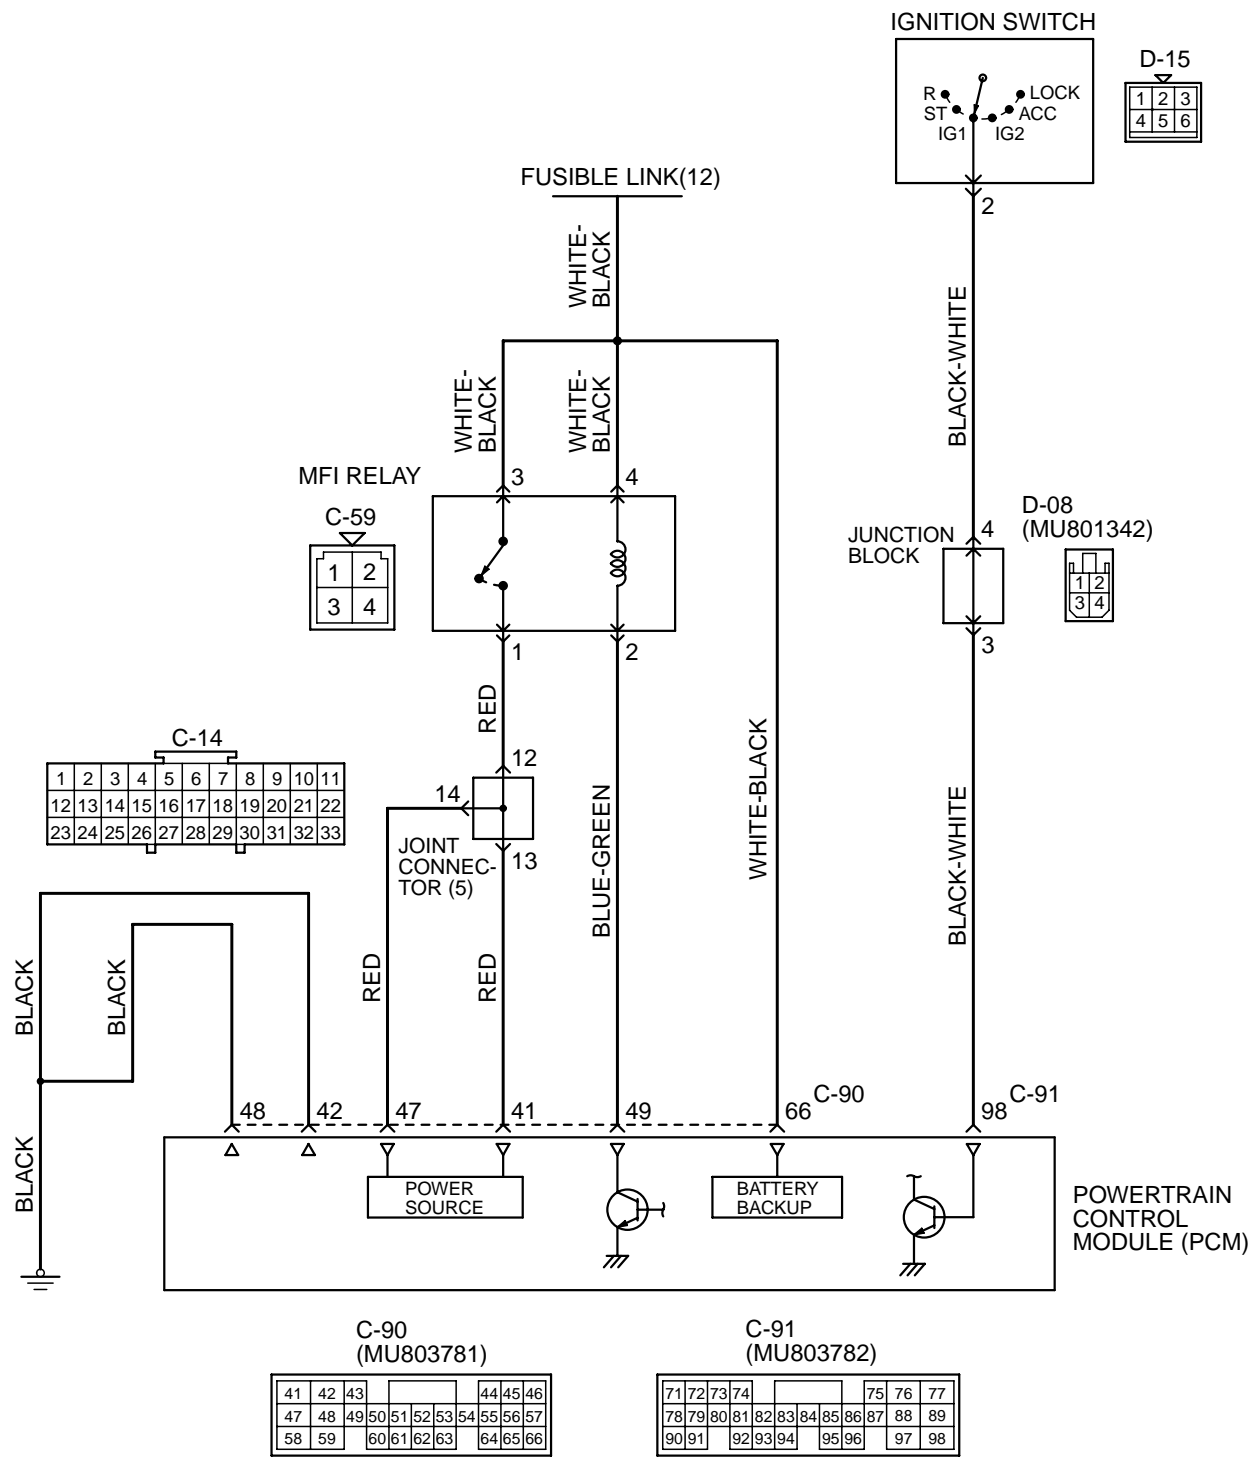 IGNITION SWITCH
D-15
R
LOCK
ST
ACC
IG1
IG2
1 2 3
4 5 6
2
FUSIBLE LINK(12)
WHITE-
BLACK
BLACK-WHITE
WHITE-
BLACK
WHITE-
BLACK
MFI RELAY
3
4
C-59
1 2
3 4
1
2
JUNCTION
BLOCK
4
D-08
(MU801342)
1 2
3 4
3
RED
C-14
1 2 3 4 5 6 7 8 9 10 11
12 13 14 15 16 17 18 19 20 21 22
23 24 25 26 27 28 29 30 31 32 33
12
14
13
JOINT
CONNEC-
TOR (5)
BLUE-GREEN
WHITE-BLACK
BLACK-WHITE
BLACK
BLACK
RED
RED
BLACK
48
42
47
41
49
66
C-90
98
C-91
POWER
SOURCE
BATTERY
BACKUP
POWERTRAIN
CONTROL
MODULE (PCM)
C-90
(MU803781)
41 42 43 44 45 46
47 48 49 50 51 52 53 54 55 56 57
58 59 60 61 62 63 64 65 66
C-91
(MU803782)
71 72 73 74 75 76 77
78 79 80 81 82 83 84 85 86 87 88 89
90 91 92 93 94 95 96 97 98